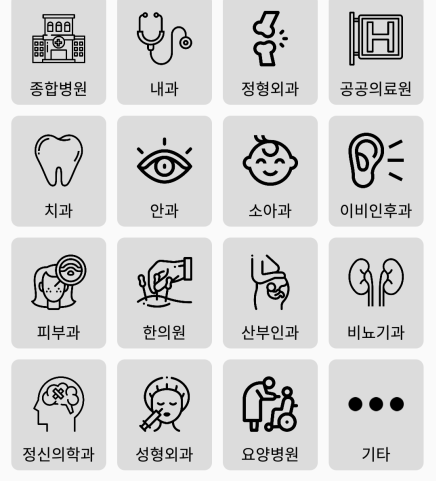 종합병원
내과
정형외과
공공의료원
치과
안과
소아과
이비인후과
피부과
한의원
산부인과
비뇨기과
정신의학과
성형외과
요양병원
기타